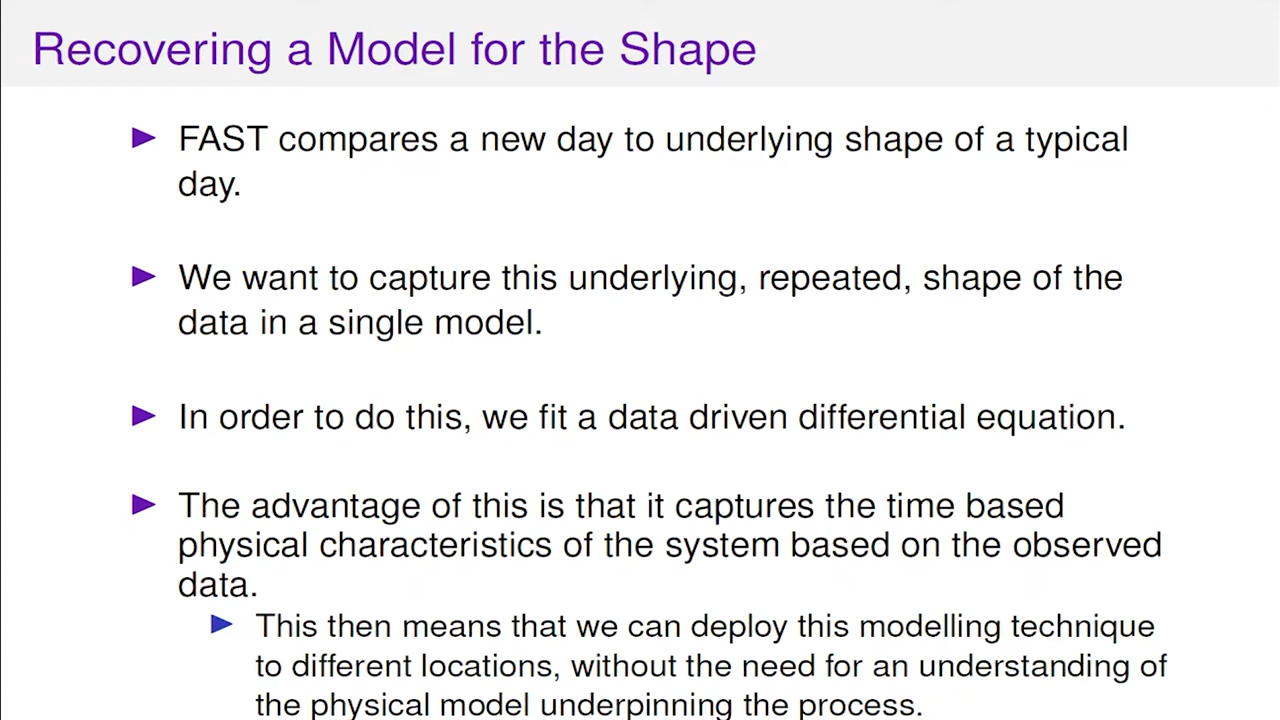 Recovering a Model for the Shape
FAST compares a new day to underlying shape of a typical
day.
We want to capture this underlying, repeated, shape of the
data in a single model.
In order to do this, we fit a data driven differential equation.
The advantage of this is that it captures the time based
physical characteristics of the system based on the observed
data.
This then means that we can deploy this modelling technique
to different locations, without the need for an understanding of
the physical model underpinning the process.